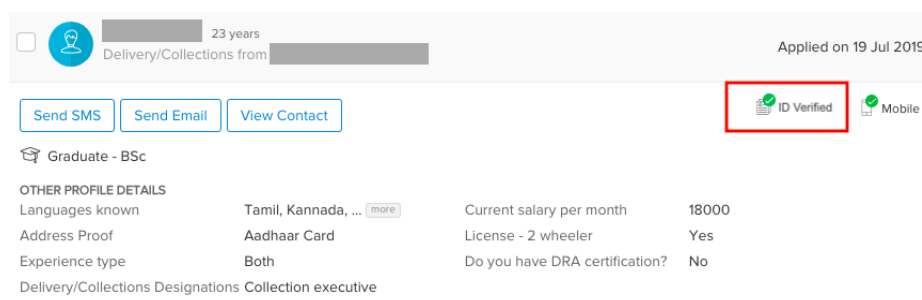 23 years
Delivery/Collections from
Applied on 19 Jul 2019
Send SMS Send Email View Contact ID Verified Mobile
Graduate - BSc
OTHER PROFILE DETAILS
Languages known Tamil, Kannada, ... more Current salary per month 18000
Address Proof Aadhaar Card License - 2 wheeler Yes
Experience type Both Do you have DRA certification? No
Delivery/Collections Designations Collection executive